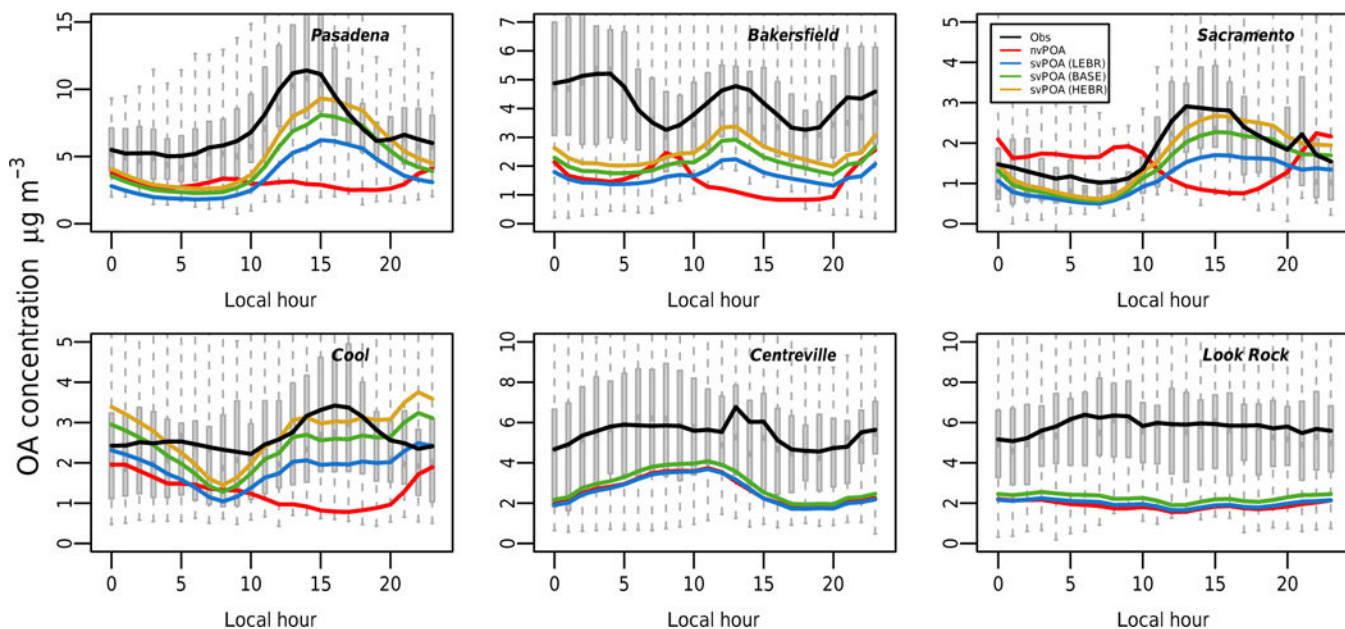 OA concentration μg m⁻³
15
10
5
0
Pasadena
0 5 10 15 20
Local hour
7
6
5
4
3
2
1
0
Bakersfield
0 5 10 15 20
Local hour
5
4
3
2
1
0
Obs
nvPOA
svPOA (LEBR)
svPOA (BASE)
svPOA (HEBR)
Sacramento
0 5 10 15 20
Local hour
5
4
3
2
1
0
Cool
0 5 10 15 20
Local hour
10
8
6
4
2
0
Centreville
0 5 10 15 20
Local hour
10
8
6
4
2
0
Look Rock
0 5 10 15 20
Local hour